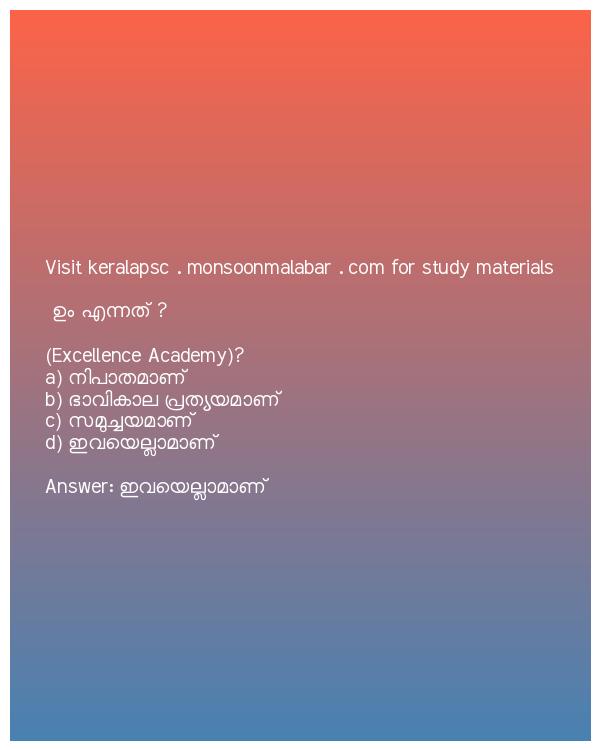 Visit keralapsc . monsoonmalabar . com for study materials
ഉം എന്നത് ?
(Excellence Academy)?
a) നിപാതമാണ്
b) ഭാവികാല പ്രത്യയമാണ്
c) സമുച്ചയമാണ്
d) ഇവയെല്ലാമാണ്
Answer: ഇവയെല്ലാമാണ്